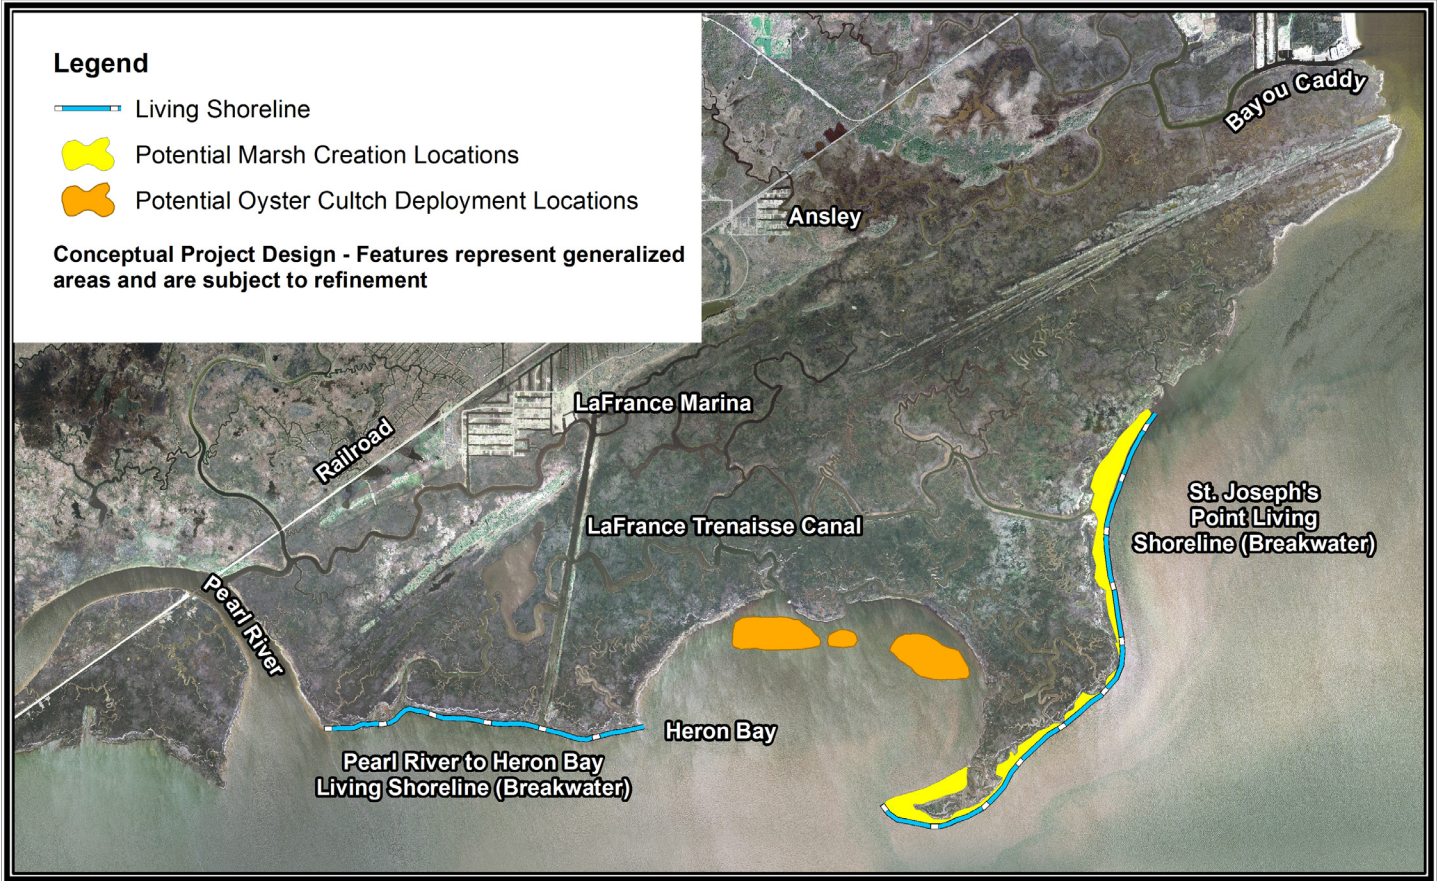 Legend
Living Shoreline
Potential Marsh Creation Locations
Potential Oyster Cultch Deployment Locations
Conceptual Project Design - Features represent generalized
areas and are subject to refinement
Bayou Caddy
Ansley
LaFrance Marina
Railroad
St. Joseph's
Point Living
Shoreline (Breakwater)
LaFrance Trenaisse Canal
Pearl River
Heron Bay
Pearl River to Heron Bay
Living Shoreline (Breakwater)